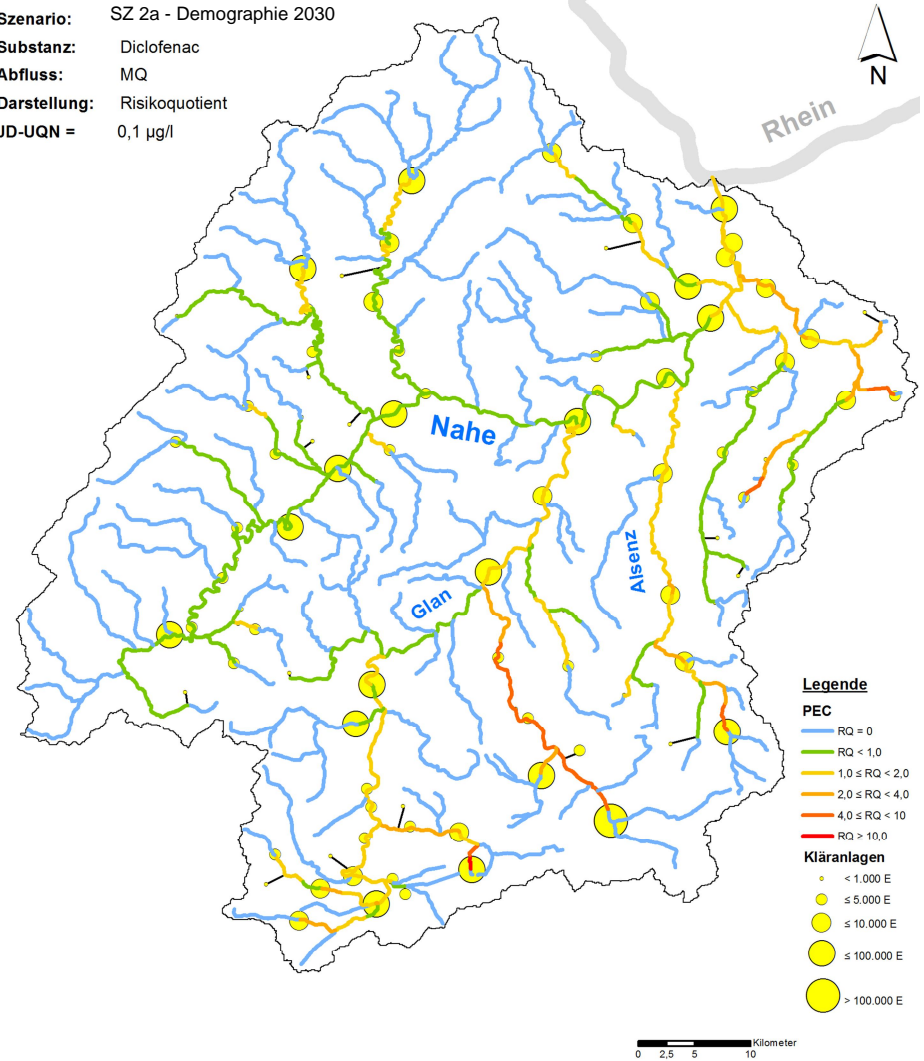 Szenario: SZ 2a - Demographie 2030
Substanz: Diclofenac
Abfluss: MQ
Darstellung: Risikoquotient
JD-UQN = 0,1 µg/l
N
Rhein
Nahe
Alsenz
Glan
Legende
PEC
RQ = 0
RQ < 1,0
1,0 ≤ RQ < 2,0
2,0 ≤ RQ < 4,0
4,0 ≤ RQ < 10
RQ > 10,0
Kläranlagen
< 1.000 E
≤ 5.000 E
≤ 10.000 E
≤ 100.000 E
> 100.000 E
Kilometer
0 2,5 5 10